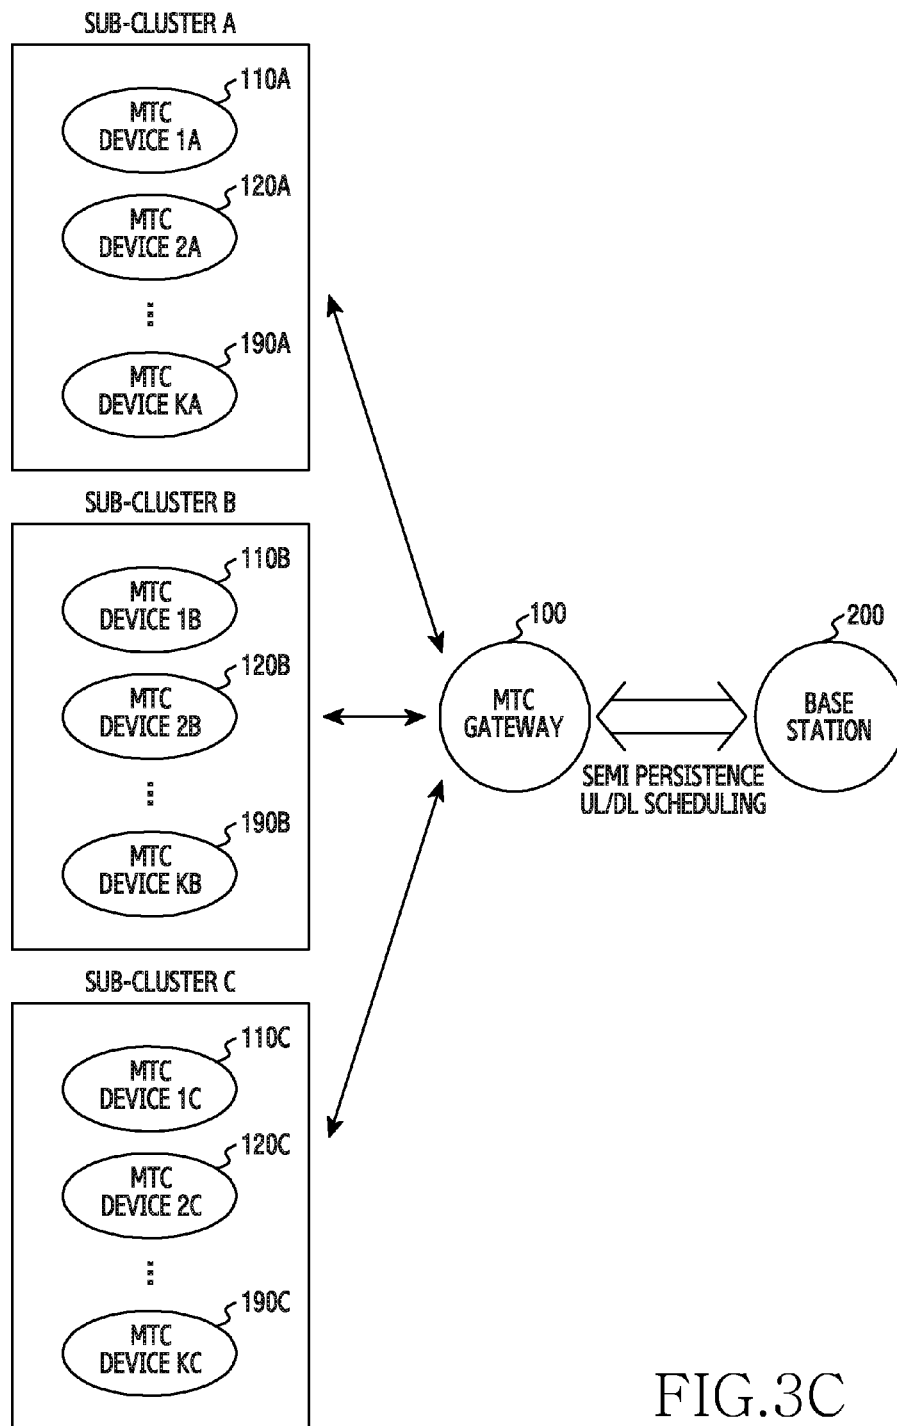 SUB-CLUSTER A
110A
MTC
DEVICE 1A
120A
MTC
DEVICE 2A
190A
MTC
DEVICE KA
SUB-CLUSTER B
110B
MTC
DEVICE 1B
120B
MTC
DEVICE 2B
190B
MTC
DEVICE KB
SUB-CLUSTER C
110C
MTC
DEVICE 1C
120C
MTC
DEVICE 2C
190C
MTC
DEVICE KC
100
MTC
GATEWAY
SEMI PERSISTENCE
UL/DL SCHEDULING
200
BASE
STATION
FIG.3C